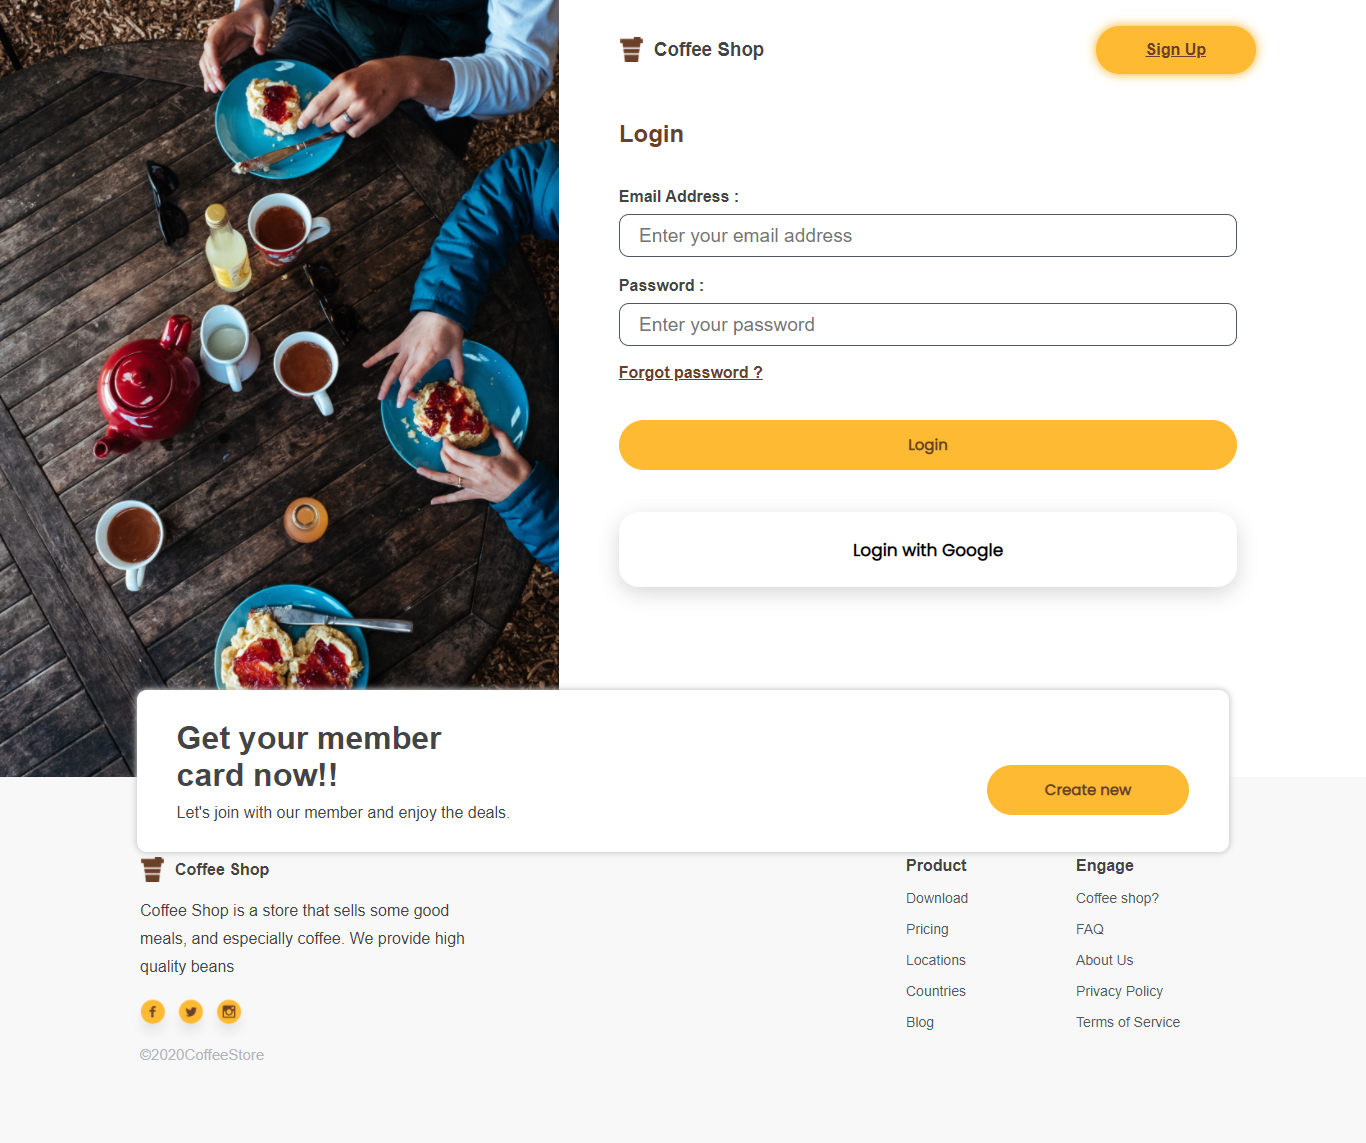 Coffee Shop
Sign Up
Login
Email Address :
Enter your email address
Password :
Enter your password
Forgot password ?
Login
Login with Google
Get your member
card now!!
Let's join with our member and enjoy the deals.
Create new
Coffee Shop
Coffee Shop is a store that sells some good
meals, and especially coffee. We provide high
quality beans
©2020CoffeeStore
Product
Download
Pricing
Locations
Countries
Blog
Engage
Coffee shop?
FAQ
About Us
Privacy Policy
Terms of Service